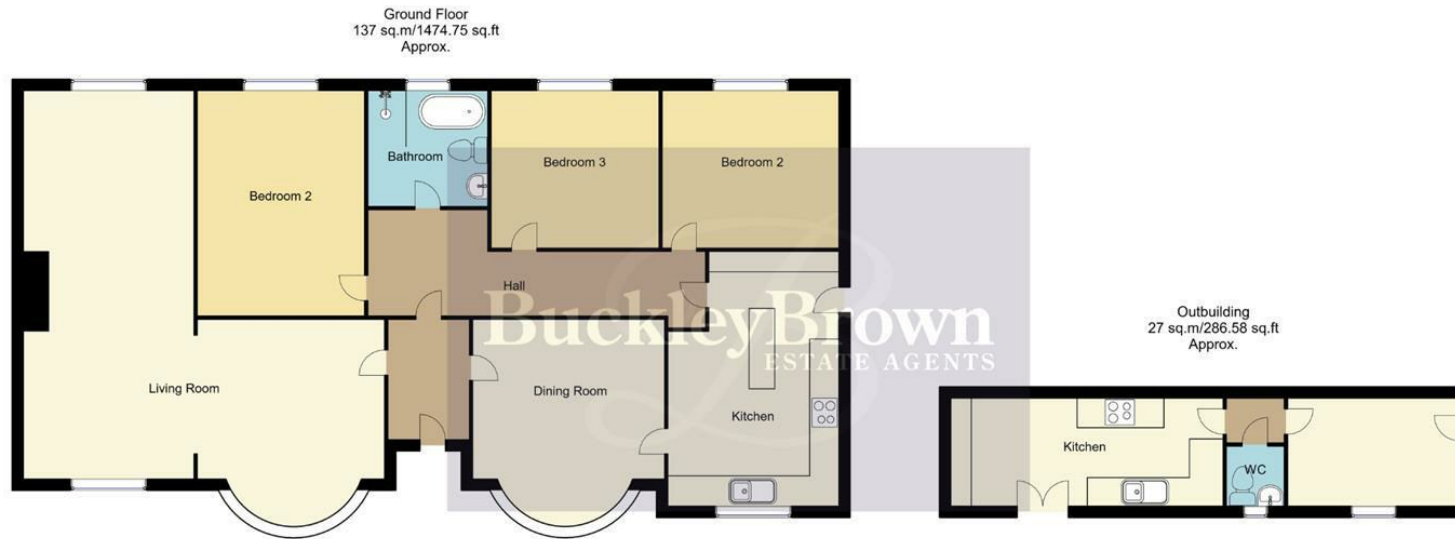 Ground Floor
137 sq.m/1474.75 sq.ft
Approx.
Bathroom
Bedroom 3
Bedroom 2
Bedroom 2
Hall
BuckleyBrown
ESTATE AGENTS
Living Room
Dining Room
Kitchen
Outbuilding
27 sq.m/286.58 sq.ft
Approx.
Kitchen
WC